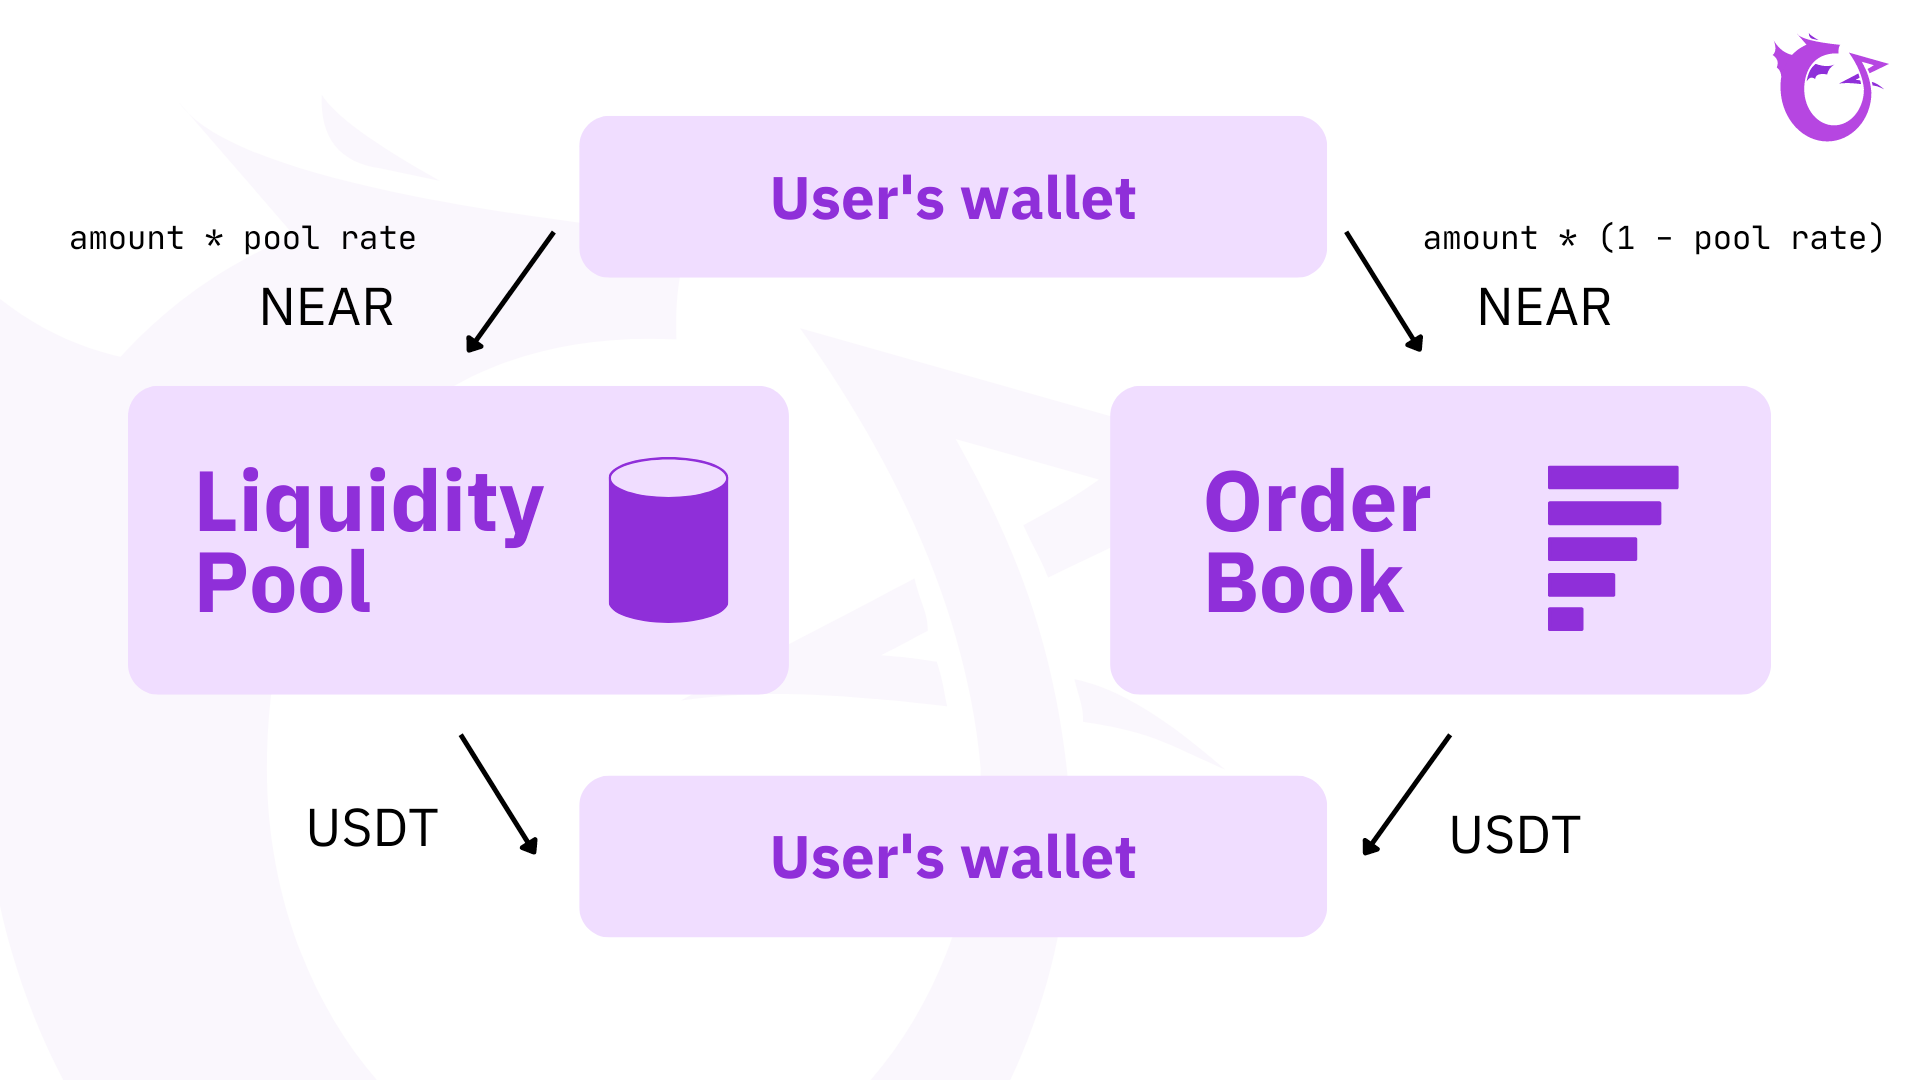 User's wallet
amount * pool rate
NEAR
amount * (1 - pool rate)
NEAR
Liquidity
Pool
Order
Book
USDT
USDT
User's wallet